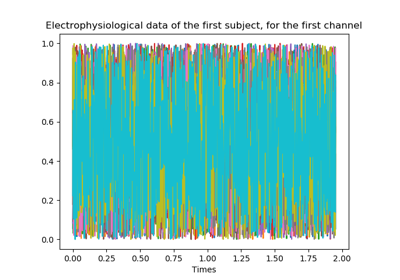 Electrophysiological data of the first subject, for the first channel
1.0
0.8
0.6
0.4
0.2
0.0
0.00 0.25 0.50 0.75 1.00 1.25 1.50 1.75 2.00
Times